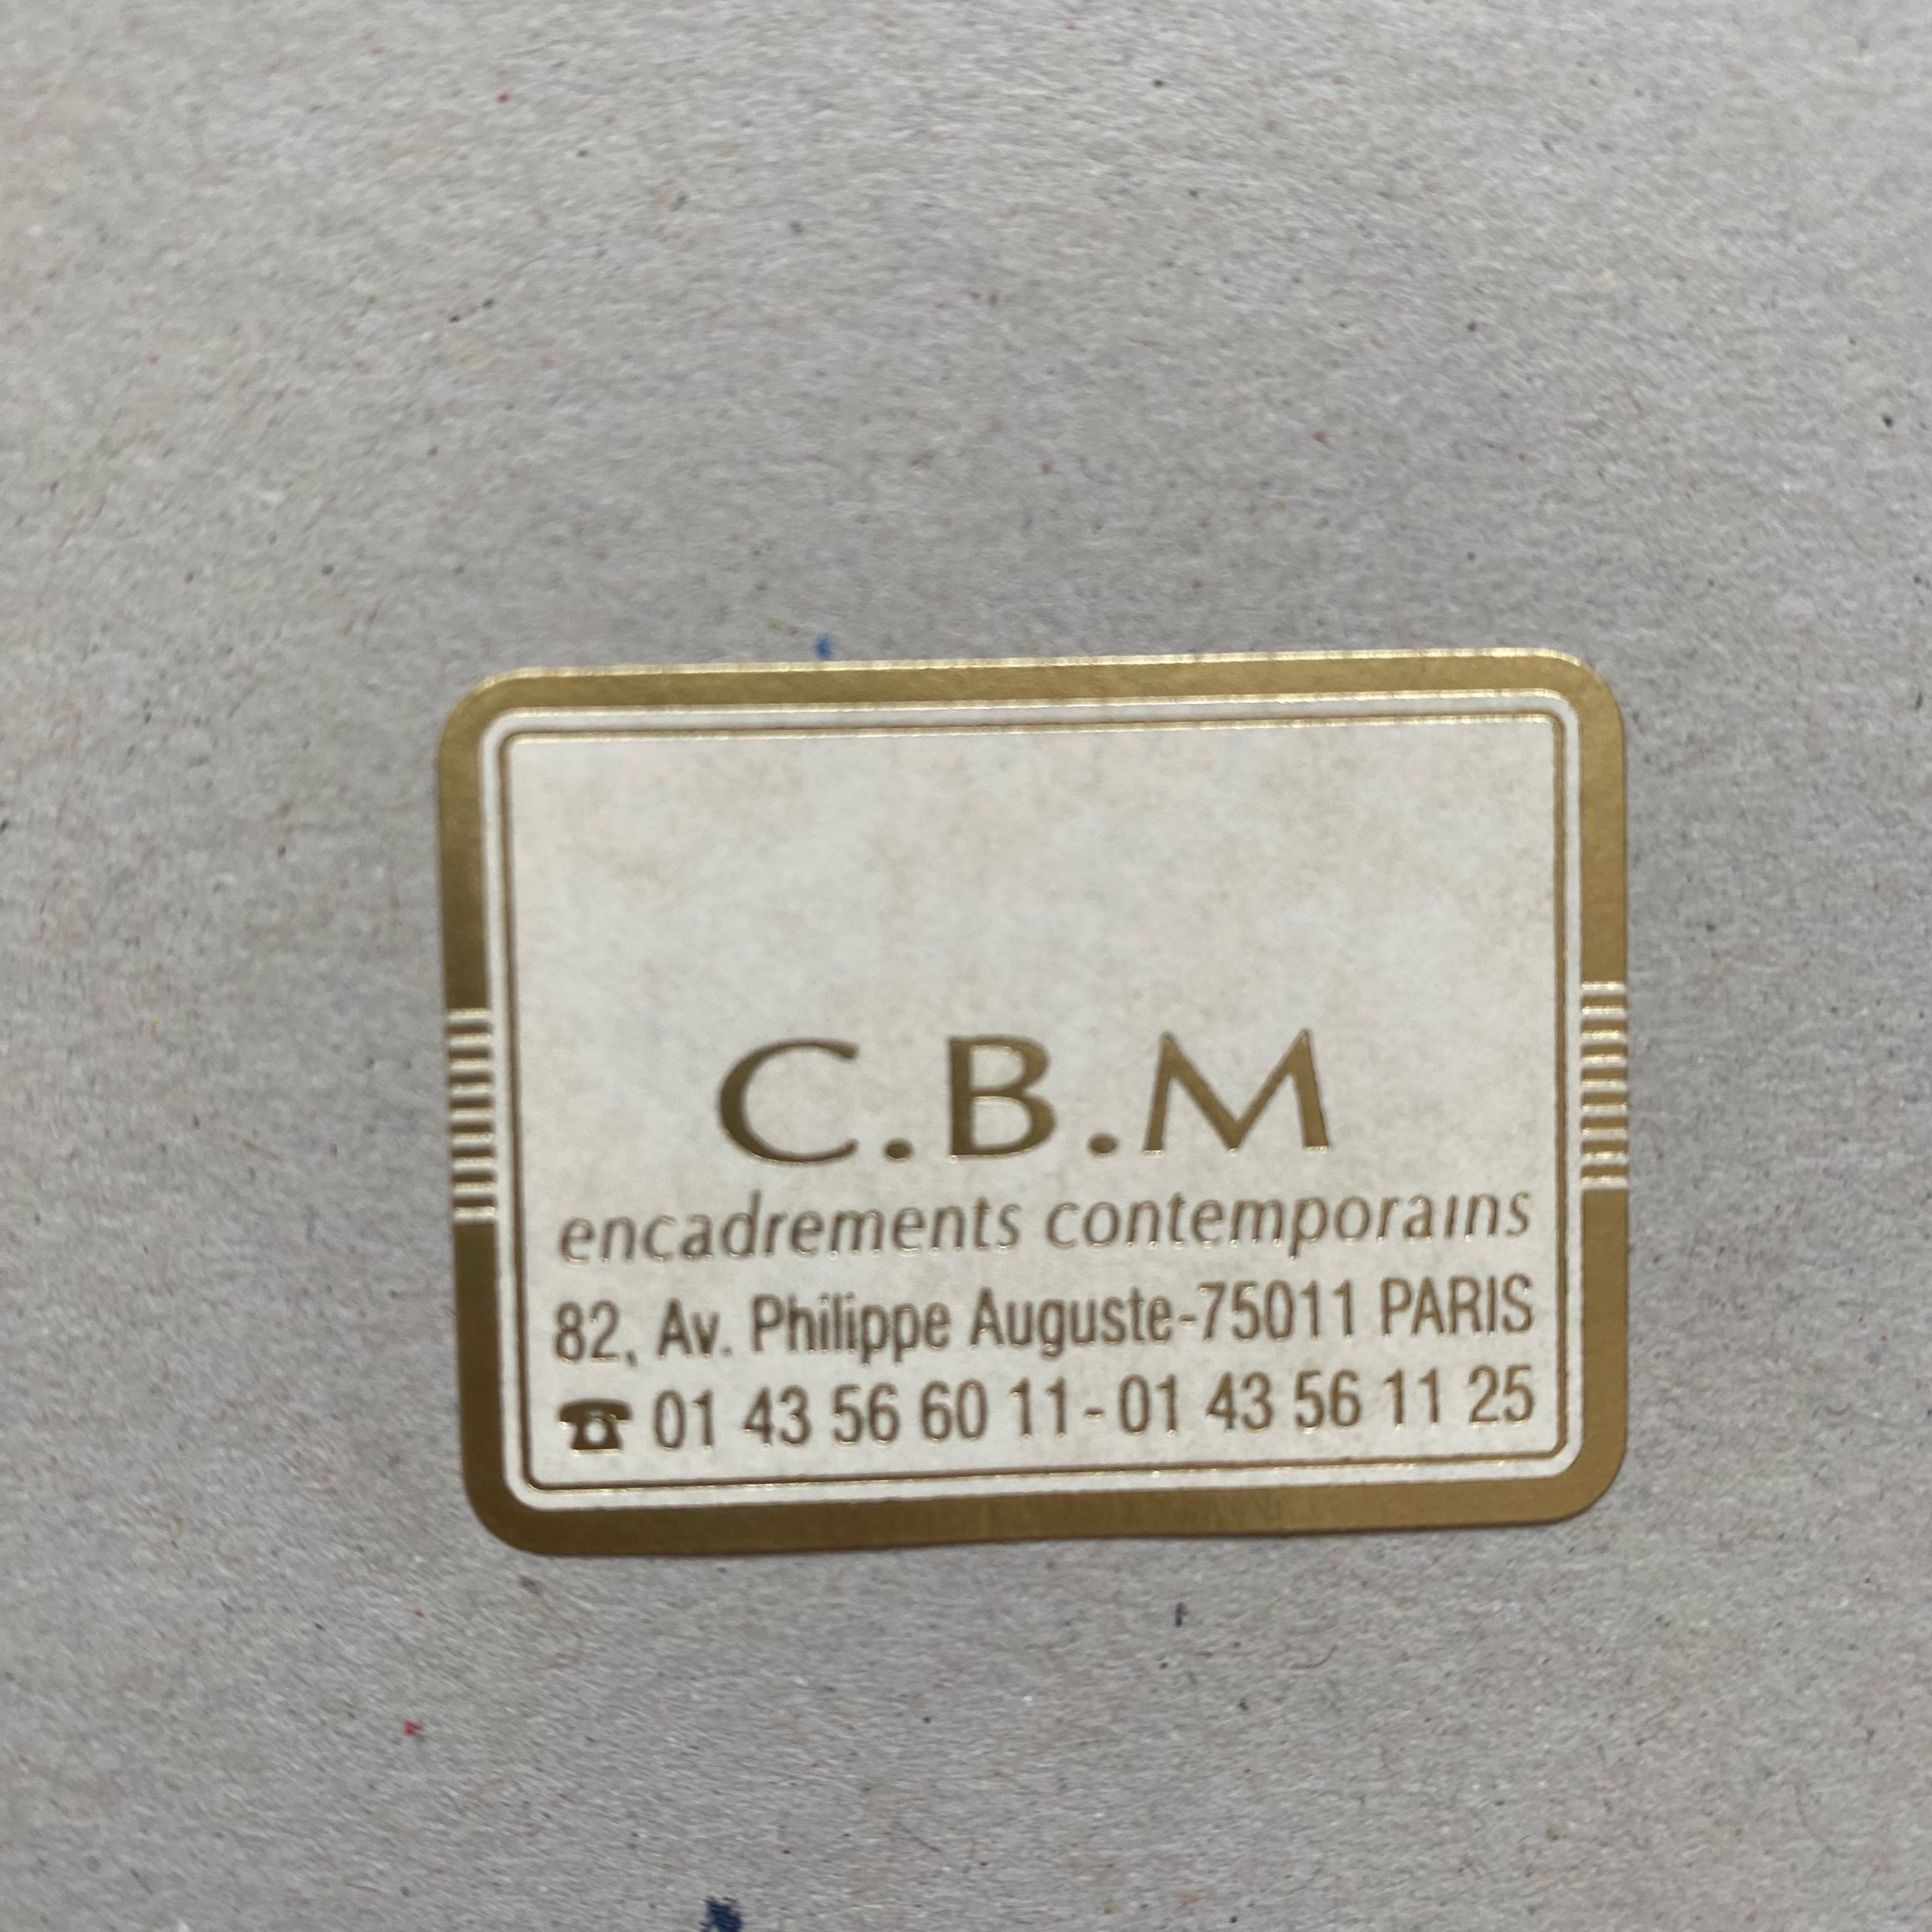 C.B.M
encadrements contemporains
82, Av. Philippe Auguste-75011 PARIS
☎ 01 43 56 60 11-01 43 56 11 25